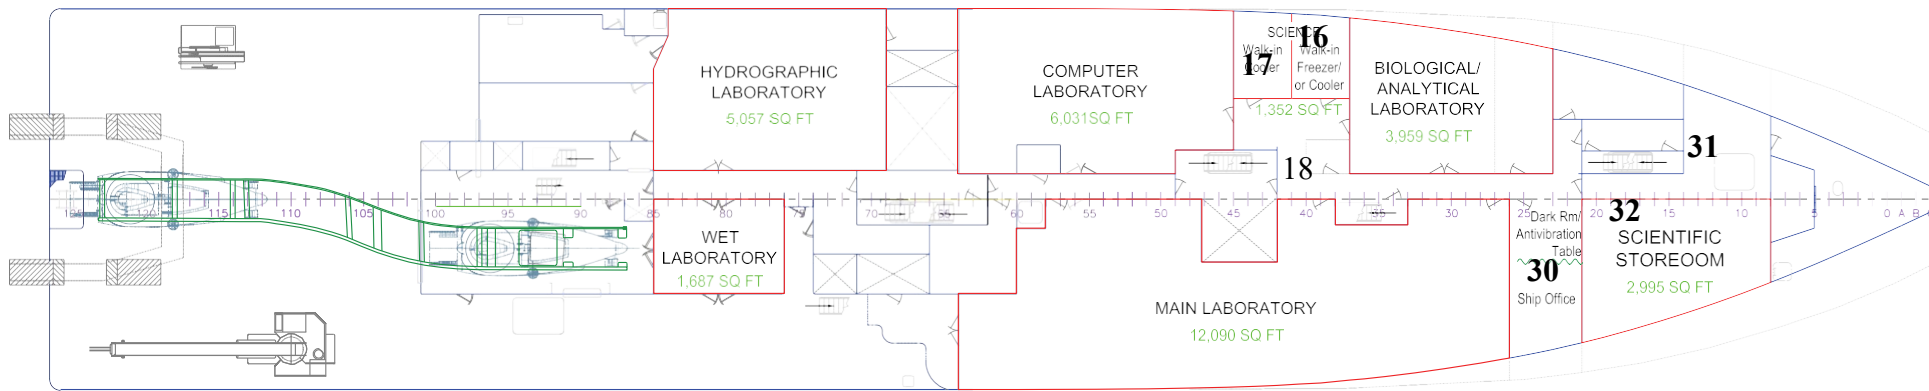 HYDROGRAPHIC
LABORATORY
5,057 SQ FT
COMPUTER
LABORATORY
6,031SQ FT
SCIENCE
16
17
Walk-in
Cooler
Walk-in
Freezer/
or Cooler
1,352 SQ FT
BIOLOGICAL/
ANALYTICAL
LABORATORY
3,959 SQ FT
31
18
120
110
105
100
95
90
85
80
70
60
55
50
45
40
35
30
25
20
15
10
5
0 A B
WET
LABORATORY
1,687 SQ FT
Dark Rm/
Antivibration
Table
30
Ship Office
32
SCIENTIFIC
STOREOOM
2,995 SQ FT
MAIN LABORATORY
12,090 SQ FT